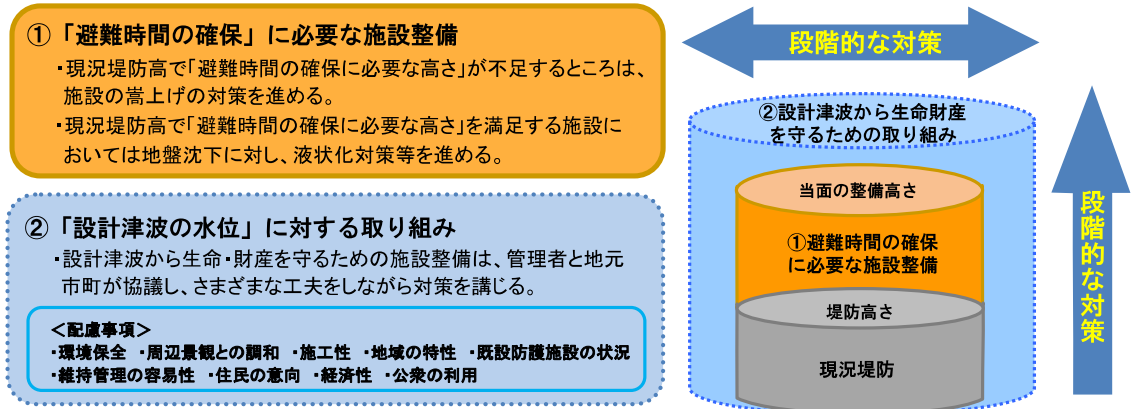 ①「避難時間の確保」に必要な施設整備
・現況堤防高で「避難時間の確保に必要な高さ」が不足するところは、
施設の嵩上げの対策を進める。
・現況堤防高で「避難時間の確保に必要な高さ」を満足する施設に
おいては地盤沈下に対し、液状化対策等を進める。
②「設計津波の水位」に対する取り組み
・設計津波から生命・財産を守るための施設整備は、管理者と地元
市町が協議し、さまざまな工夫をしながら対策を講じる。
＜配慮事項＞
・環境保全 ・周辺景観との調和 ・施工性 ・地域の特性 ・既設防護施設の状況
・維持管理の容易性 ・住民の意向 ・経済性 ・公衆の利用
段階的な対策
②設計津波から生命財産
を守るための取り組み
当面の整備高さ
①避難時間の確保
に必要な施設整備
堤防高さ
現況堤防
段階的な対策